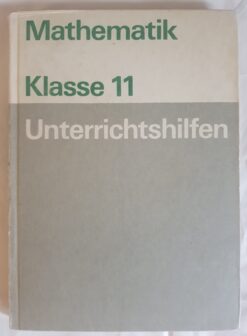 Mathematik
Klasse 11
Unterrichtshilfen